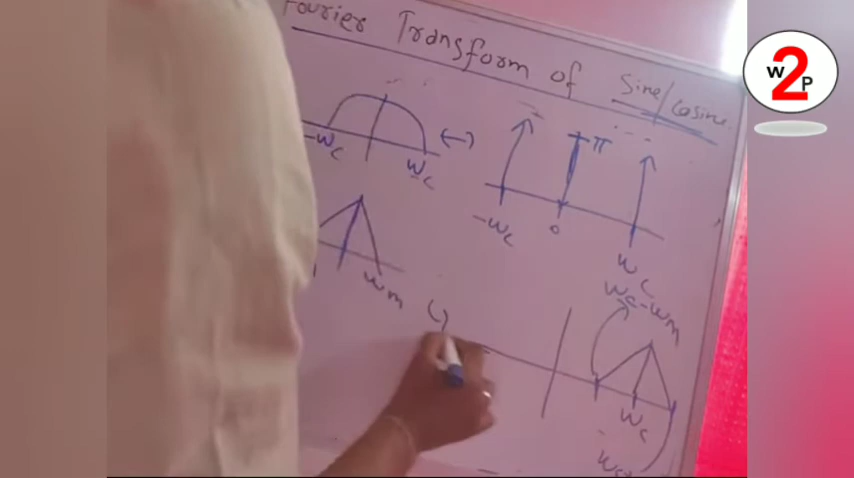 Fourier Transform of Sine/Cosine
w2P
-wc
wc
↔
π
-wc
0
wc
wm
wc-wm
wc